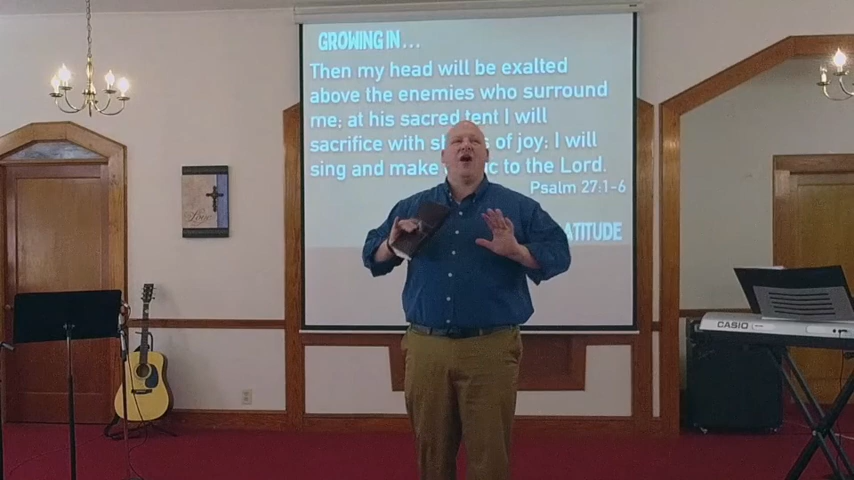 GROWING IN...
Then my head will be exalted
above the enemies who surround
me; at his sacred tent I will
sacrifice with of joy: I will
sing and make to the Lord.
Psalm 27:1-6
CASIO